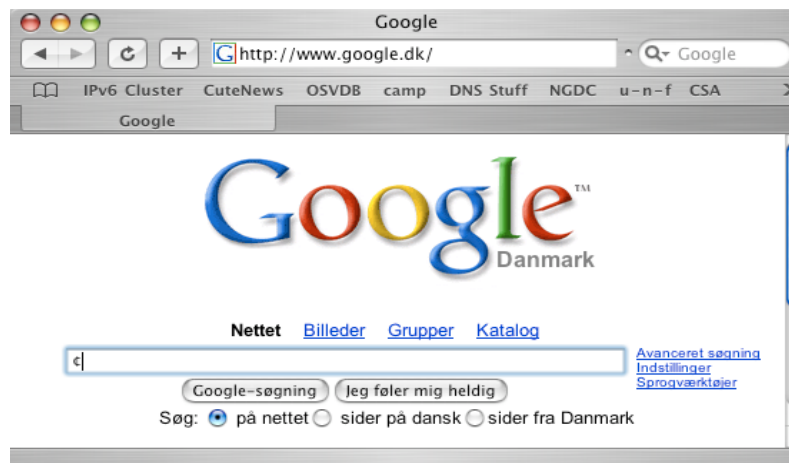 Google
http://www.google.dk/
Google
IPv6 Cluster CuteNews OSVDB camp DNS Stuff NGDC u-n-f CSA
Google
Google™
Danmark
Nettet Billeder Grupper Katalog
¢
Avanceret søgning
Indstillinger
Sprogværktøjer
Google-søgning Jeg føler mig heldig
Søg: på nettet sider på dansk sider fra Danmark